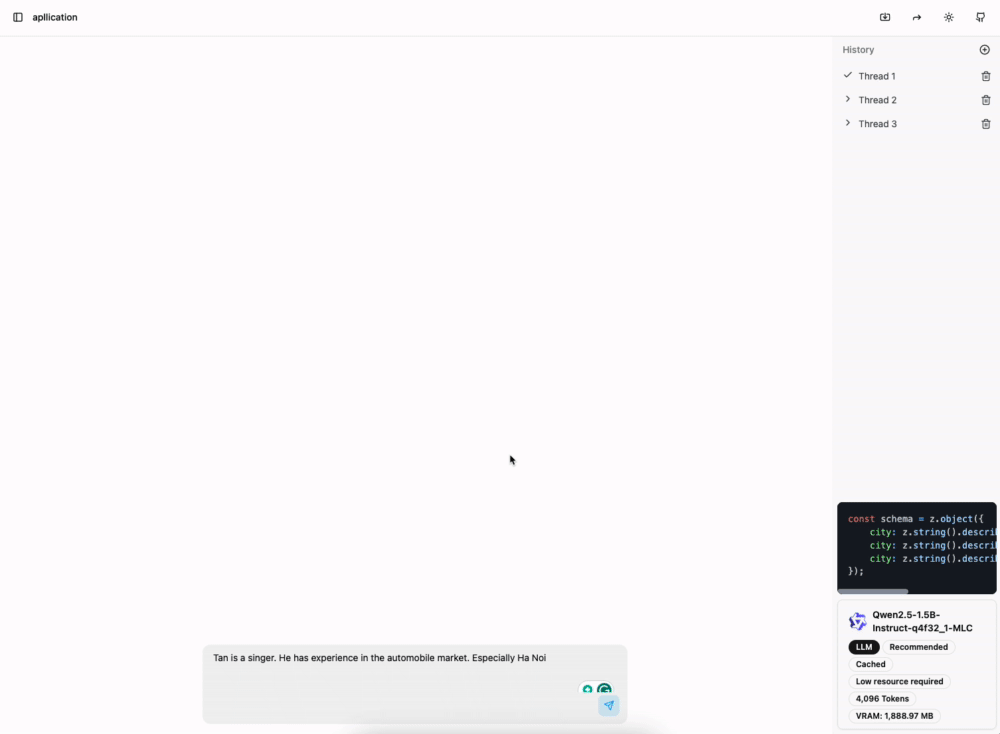 apllication
History
Thread 1
Thread 2
Thread 3
const schema = z.object({
city: z.string().descri
city: z.string().descri
city: z.string().descri
});
Qwen2.5-1.5B-
Instruct-q4f32_1-MLC
LLM Recommended
Cached
Low resource required
4,096 Tokens
VRAM: 1,888.97 MB
Tan is a singer. He has experience in the automobile market. Especially Ha Noi